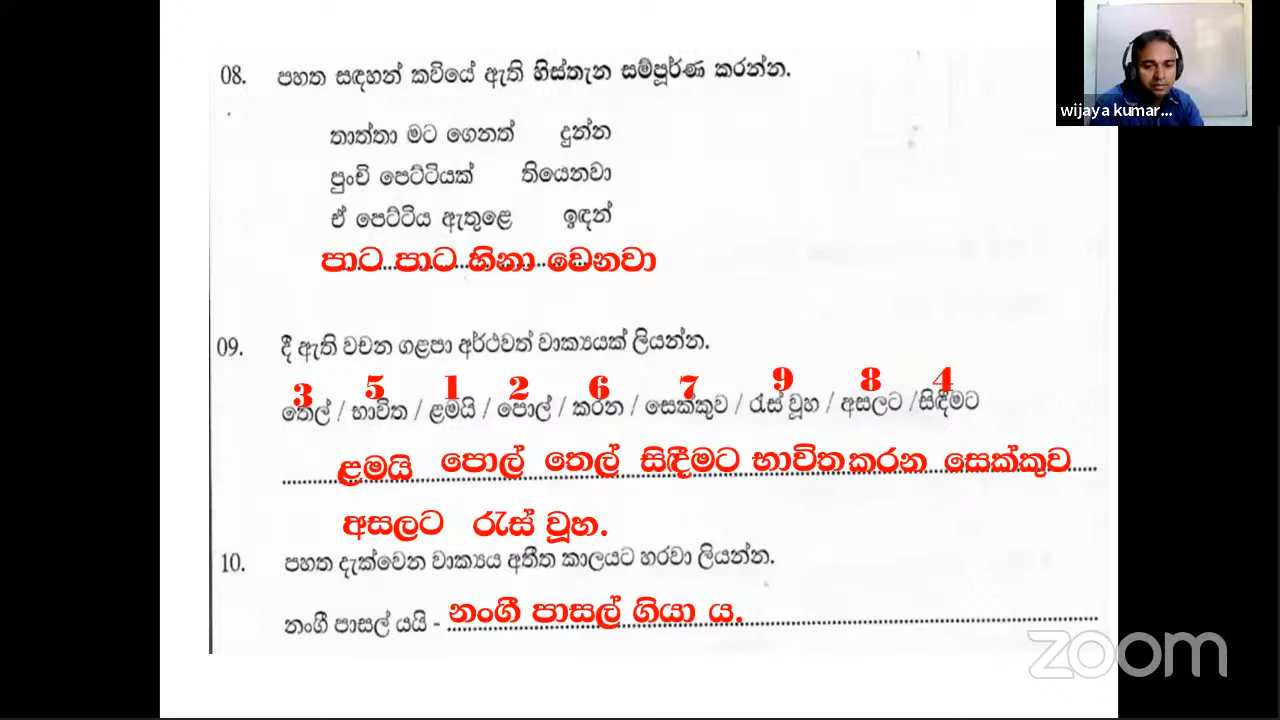 08. පහත සඳහන් කවියේ ඇති හිස්තැන සම්පූර්ණ කරන්න.
තාත්තා මට ගෙනත් දුන්න
පුංචි පෙට්ටියක් තියෙනවා
ඒ පෙට්ටිය ඇතුළෙ ඉඳන්
පාට පාට හිනා වෙනවා
09. දී ඇති වචන ගළපා අර්ථවත් වාක්‍යයක් ලියන්න.
3 5 1 2 6 7 9 8 4
තෙල් / භාවිත / ළමයි / පොල් / කරන / සෙක්කුව / රැස් වූහ / අසලට / සිඳීමට
ළමයි පොල් තෙල් සිඳීමට භාවිත කරන සෙක්කුව
අසලට රැස් වූහ.
10. පහත දැක්වෙන වාක්‍යය අතීත කාලයට හරවා ලියන්න.
නංගී පාසල් යයි - නංගී පාසල් ගියා ය.
wijaya kumar...
zoom